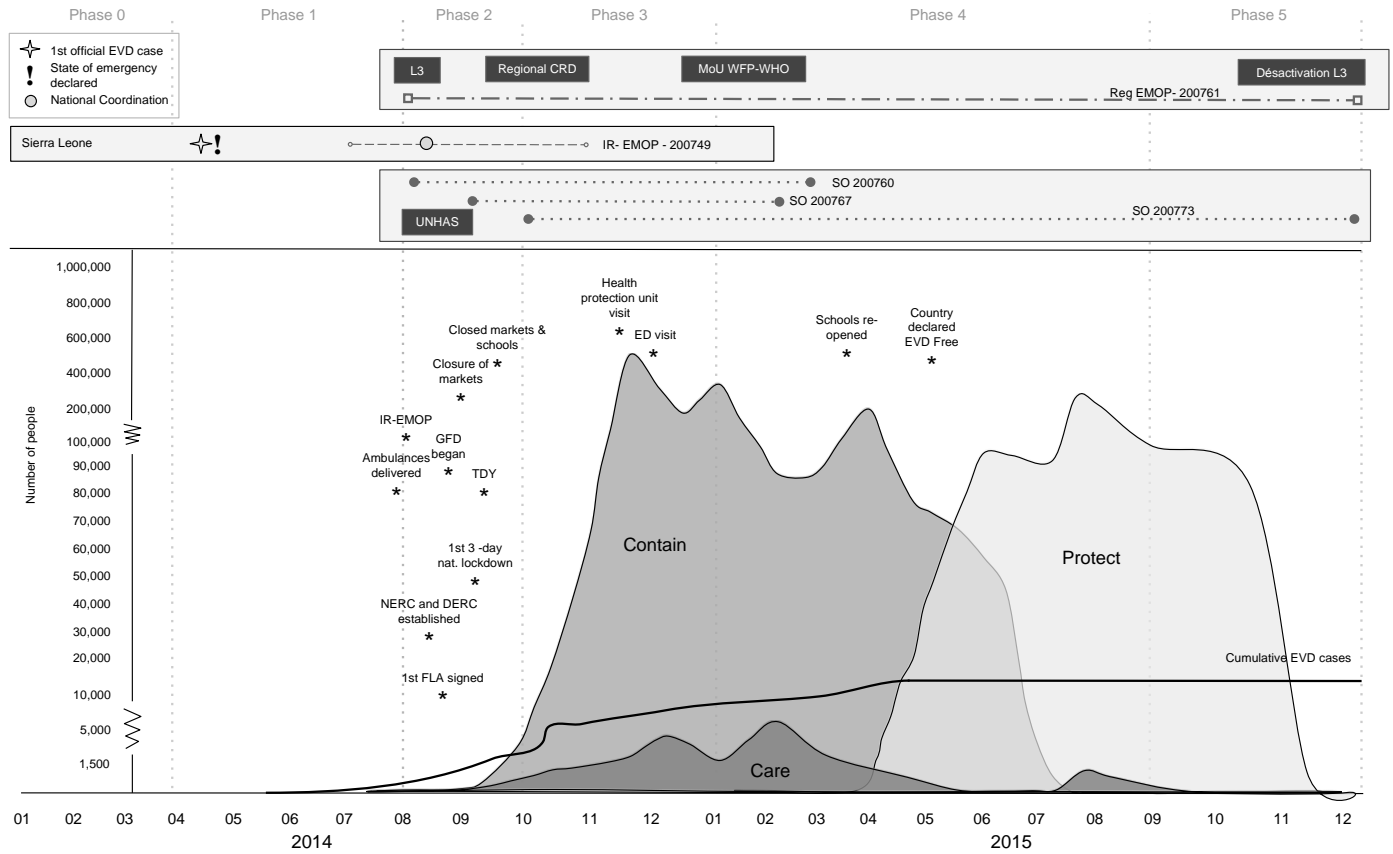 Phase 0
Phase 1
Phase 2
Phase 3
Phase 4
Phase 5
1st official EVD case
State of emergency
declared
National Coordination
L3
Regional CRD
MoU WFP-WHO
Désactivation L3
Reg EMOP- 200761
Sierra Leone
!
IR- EMOP - 200749
SO 200760
SO 200767
UNHAS
SO 200773
Number of people
1,000,000
800,000
600,000
400,000
200,000
100,000
90,000
80,000
70,000
60,000
50,000
40,000
30,000
20,000
10,000
5,000
1,500
Health
protection unit
visit
*
ED visit
*
Closed markets &
schools
*
Closure of
markets
*
IR-EMOP
*
GFD
began
*
Ambulances
delivered
*
TDY
*
1st 3 -day
nat. lockdown
*
NERC and DERC
established
*
1st FLA signed
*
Schools re-
opened
*
Country
declared
EVD Free
*
Contain
Protect
Care
Cumulative EVD cases
01 02 03 04 05 06 07 08 09 10 11 12 01 02 03 04 05 06 07 08 09 10 11 12
2014
2015